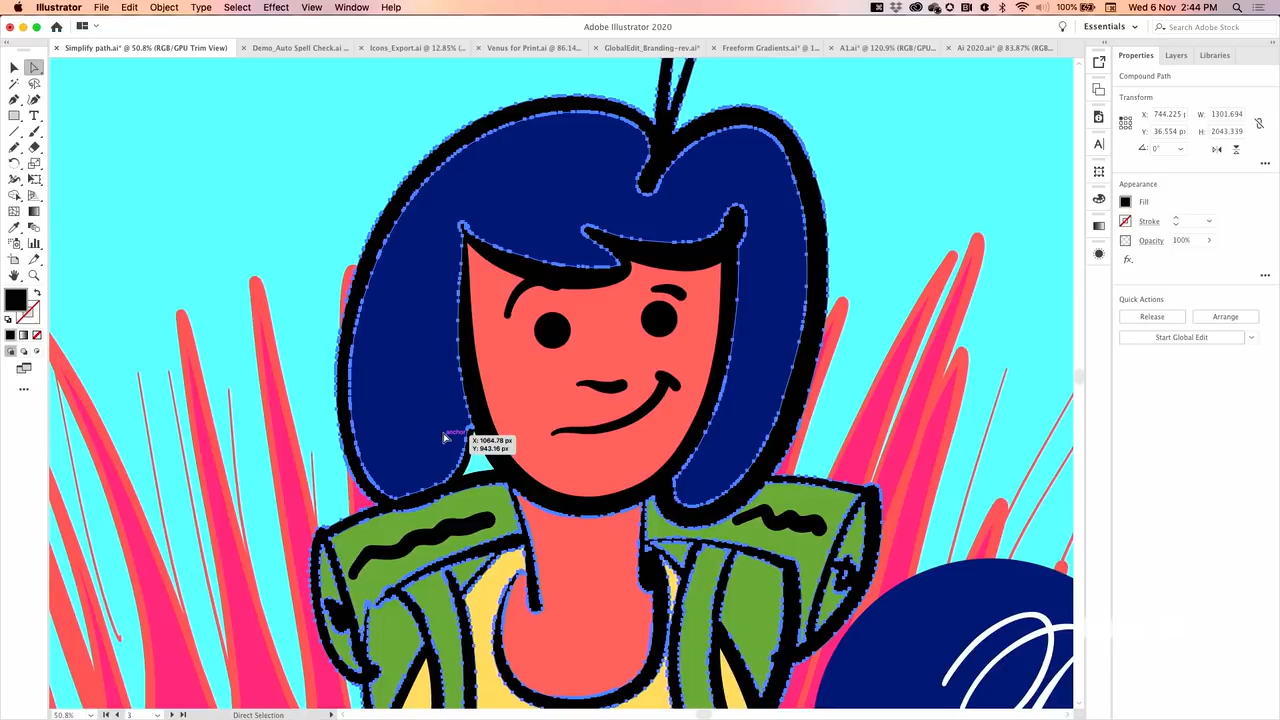 Illustrator File Edit Object Type Select Effect View Window Help
100% Wed 6 Nov 2:44 PM
Adobe Illustrator 2020
Essentials
Search Adobe Stock
Simplify path.ai* @ 50.8% (RGB/GPU Trim View)
Demo_Auto Spell Check.ai ...
Icons_Export.ai @ 12.85% (...
Venus for Print.ai @ 86.14...
GlobalEdit_Branding-rev.ai*
Freeform Gradients.ai* @ 1...
A1.ai* @ 120.9% (RGB/GPU...
Ai 2020.ai* @ 83.87% (RGB...
Properties Layers Libraries
Compound Path
Transform
X: 744.225 W: 1301.694
Y: 36.554 px H: 2043.339
0°
Appearance
Fill
Stroke
Opacity 100%
fx.
Quick Actions
Release Arrange
Start Global Edit
anchor
X: 1064.78 px
Y: 943.16 px
50.8% 3 Direct Selection